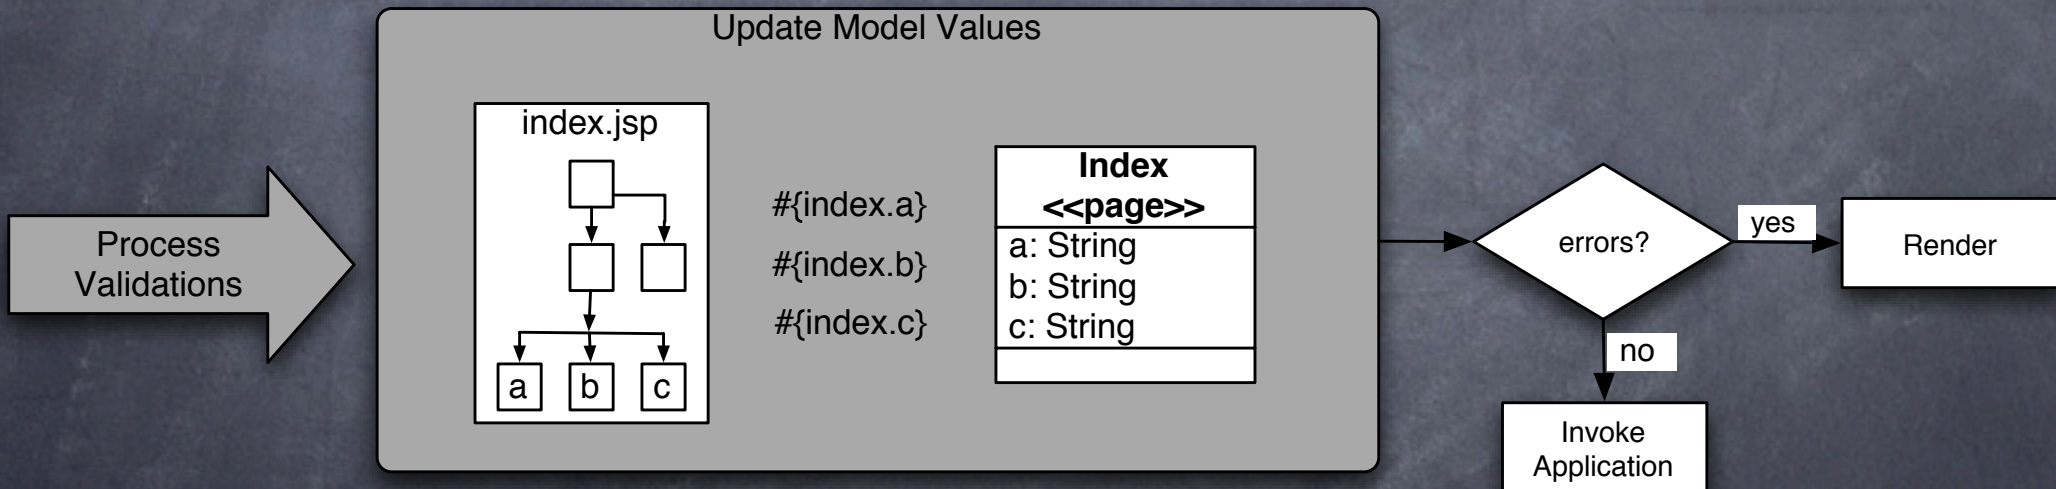 Update Model Values
Process
Validations
index.jsp
a b c
#{index.a}
#{index.b}
#{index.c}
Index
<<page>>
a: String
b: String
c: String
errors?
yes
Render
no
Invoke
Application